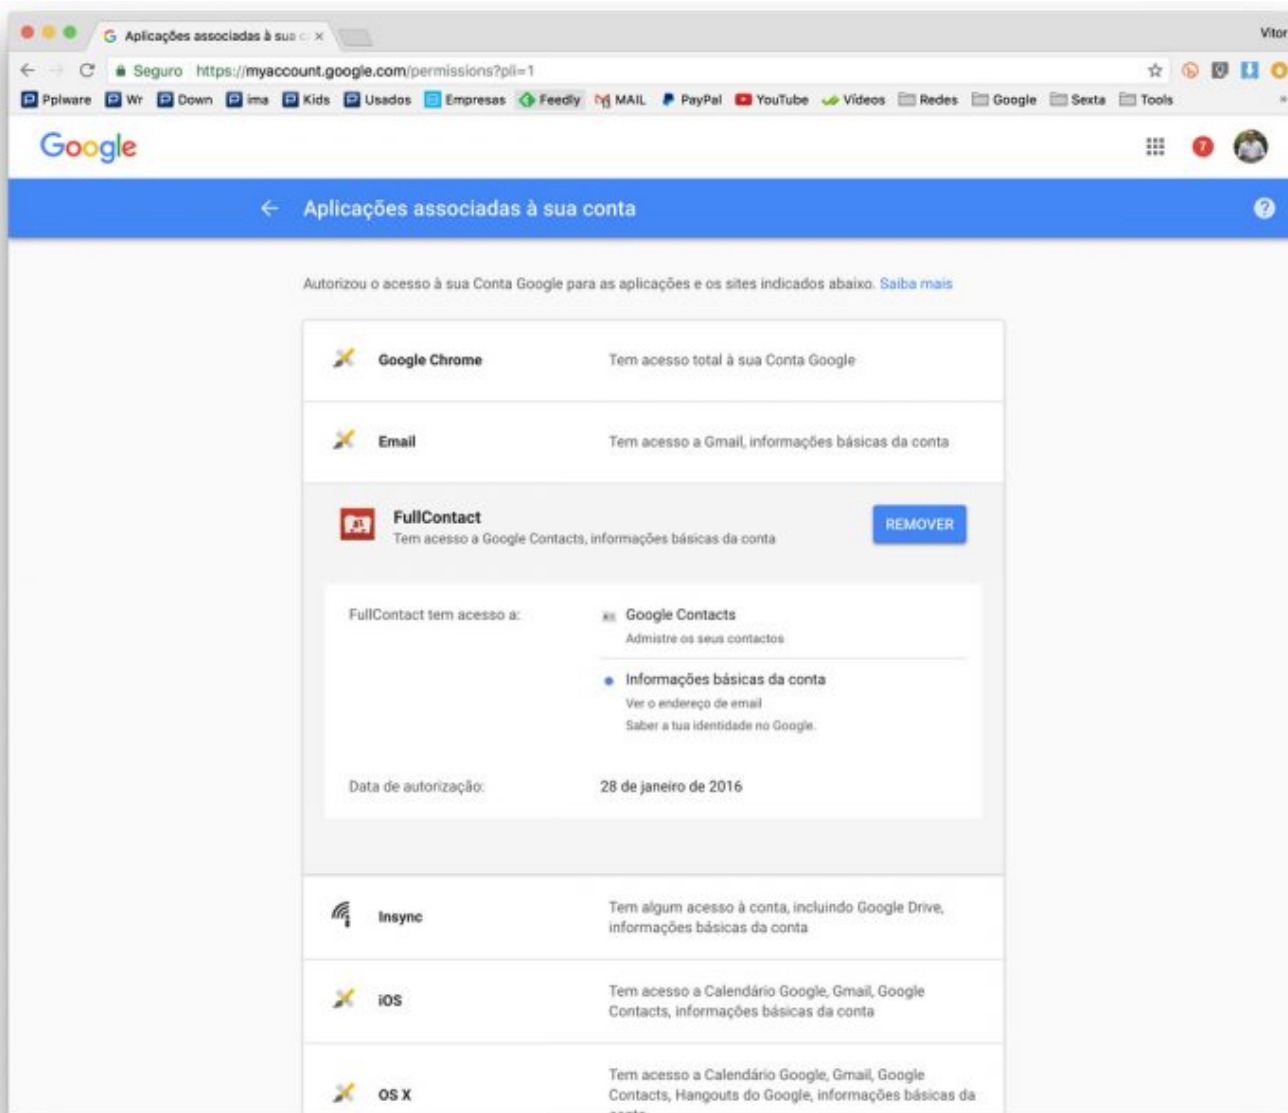 Aplicações associadas à sua c
Vitor
Seguro https://myaccount.google.com/permissions?pli=1
Pplware Wr Down ima Kids Usados Empresas Feedly MAIL PayPal YouTube Vídeos Redes Google Sexta Tools
Google
7
Aplicações associadas à sua conta
Autorizou o acesso à sua Conta Google para as aplicações e os sites indicados abaixo. Saiba mais
Google Chrome Tem acesso total à sua Conta Google
Email Tem acesso a Gmail, informações básicas da conta
FullContact
REMOVER
Tem acesso a Google Contacts, informações básicas da conta
FullContact tem acesso a:
Google Contacts
Admistre os seus contactos
Informações básicas da conta
Ver o endereço de email
Saber a tua identidade no Google.
Data de autorização: 28 de janeiro de 2016
Insync
Tem algum acesso à conta, incluindo Google Drive,
informações básicas da conta
iOS
Tem acesso a Calendário Google, Gmail, Google
Contacts, informações básicas da conta
OS X
Tem acesso a Calendário Google, Gmail, Google
Contacts, Hangouts do Google, informações básicas da